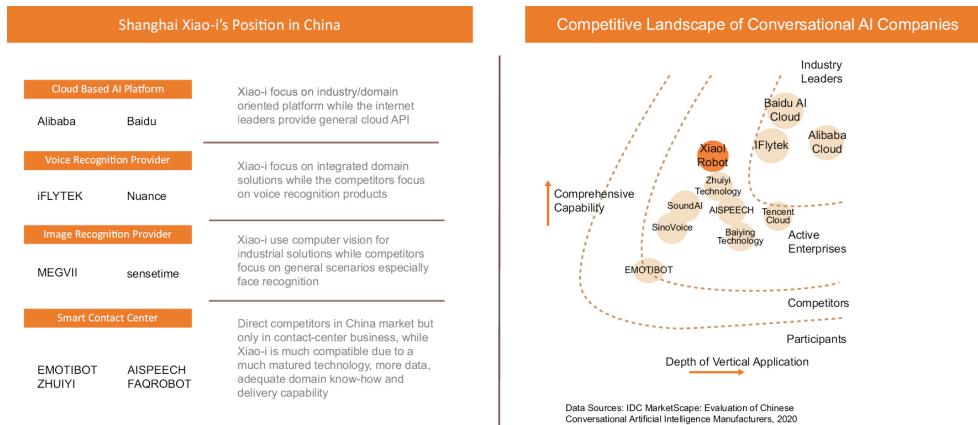 Shanghai Xiao-i's Position in China
Cloud Based AI Platform
Alibaba Baidu
Xiao-i focus on industry/domain
oriented platform while the internet
leaders provide general cloud API
Voice Recognition Provider
iFLYTEK Nuance
Xiao-i focus on integrated domain
solutions while the competitors focus
on voice recognition products
Image Recognition Provider
MEGVII sensetime
Xiao-i use computer vision for
industrial solutions while competitors
focus on general scenarios especially
face recognition
Smart Contact Center
EMOTIBOT AISPEECH
ZHUIYI FAQROBOT
Direct competitors in China market but
only in contact-center business, while
Xiao-i is much compatible due to a
much matured technology, more data,
adequate domain know-how and
delivery capability
Competitive Landscape of Conversational AI Companies
Industry
Leaders
Baidu AI
Cloud
IFlytek
Alibaba
Cloud
XiaoI
Robot
Zhuiyi
Technology
Comprehensive
Capability
SoundAI
AISPEECH
Tencent
Cloud
SinoVoice
Baiying
Technology
Active
Enterprises
EMOTIBOT
Competitors
Participants
Depth of Vertical Application
Data Sources: IDC MarketScape: Evaluation of Chinese
Conversational Artificial Intelligence Manufacturers, 2020